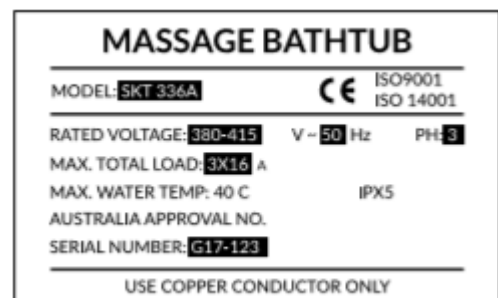 MASSAGE BATHTUB
MODEL: SKT 336A CE ISO9001
ISO 14001
RATED VOLTAGE: 380-415 V ~ 50 Hz PH: 3
MAX. TOTAL LOAD: 3X16 A
MAX. WATER TEMP: 40 C IPX5
AUSTRALIA APPROVAL NO.
SERIAL NUMBER: G17-123
USE COPPER CONDUCTOR ONLY